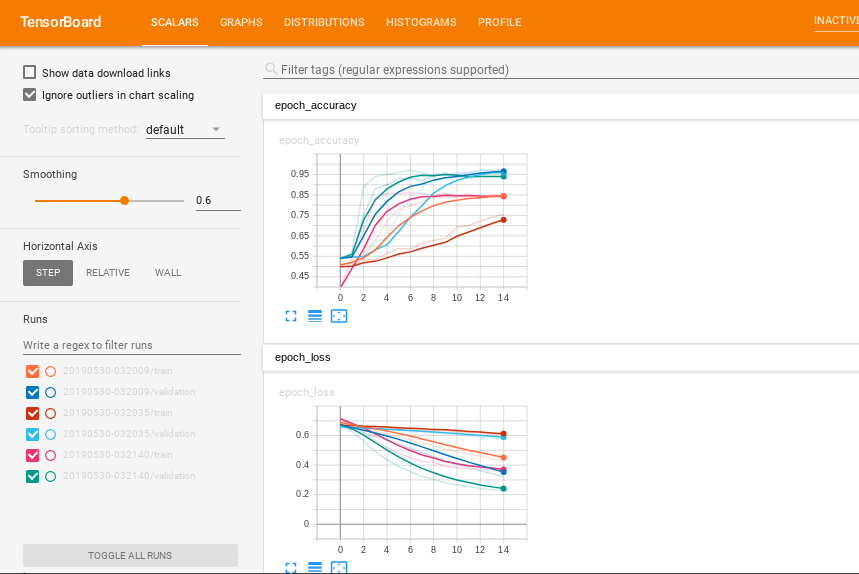 TensorBoard SCALARS GRAPHS DISTRIBUTIONS HISTOGRAMS PROFILE INACTIVE
Show data download links
Ignore outliers in chart scaling
Tooltip sorting method: default
Smoothing
0.6
Horizontal Axis
STEP RELATIVE WALL
Runs
Write a regex to filter runs
20190530-032009/train
20190530-032009/validation
20190530-032035/train
20190530-032035/validation
20190530-032140/train
20190530-032140/validation
TOGGLE ALL RUNS
Filter tags (regular expressions supported)
epoch_accuracy
epoch_accuracy
0.95
0.85
0.75
0.65
0.55
0.45
0 2 4 6 8 10 12 14
epoch_loss
epoch_loss
0.6
0.4
0.2
0
0 2 4 6 8 10 12 14